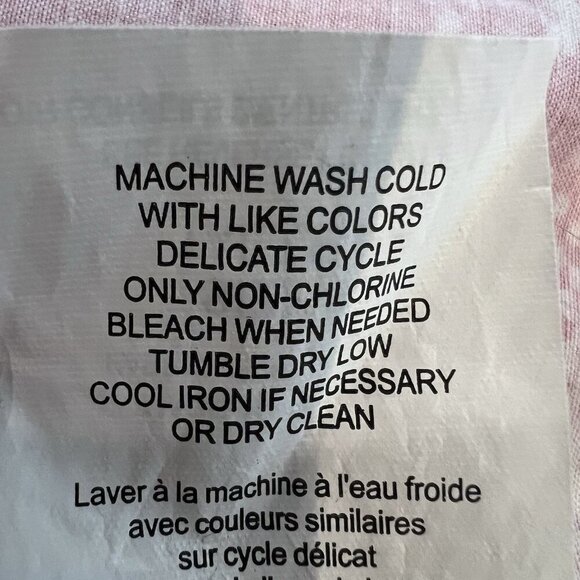 MACHINE WASH COLD
WITH LIKE COLORS
DELICATE CYCLE
ONLY NON-CHLORINE
BLEACH WHEN NEEDED
TUMBLE DRY LOW
COOL IRON IF NECESSARY
OR DRY CLEAN
Laver à la machine à l'eau froide
avec couleurs similaires
sur cycle délicat